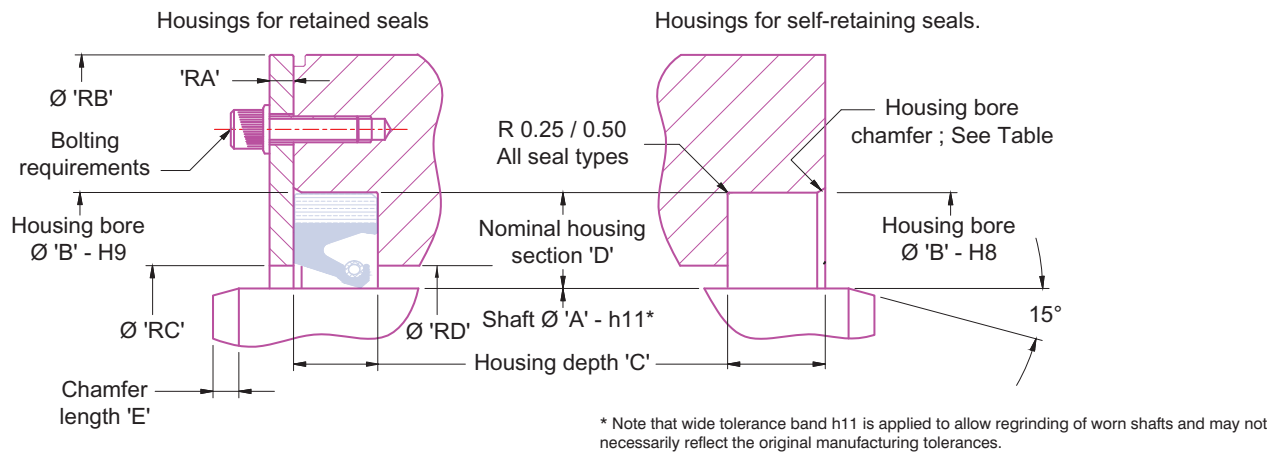 Housings for retained seals
Housings for self-retaining seals.
'RA'
Ø 'RB'
Bolting
requirements
R 0.25 / 0.50
All seal types
Housing bore
chamfer ; See Table
Housing bore
Ø 'B' - H9
Nominal housing
section 'D'
Housing bore
Ø 'B' - H8
Ø 'RC'
Ø 'RD'
Shaft Ø 'A' - h11*
15°
Housing depth 'C'
Chamfer
length 'E'
* Note that wide tolerance band h11 is applied to allow regrinding of worn shafts and may not
necessarily reflect the original manufacturing tolerances.